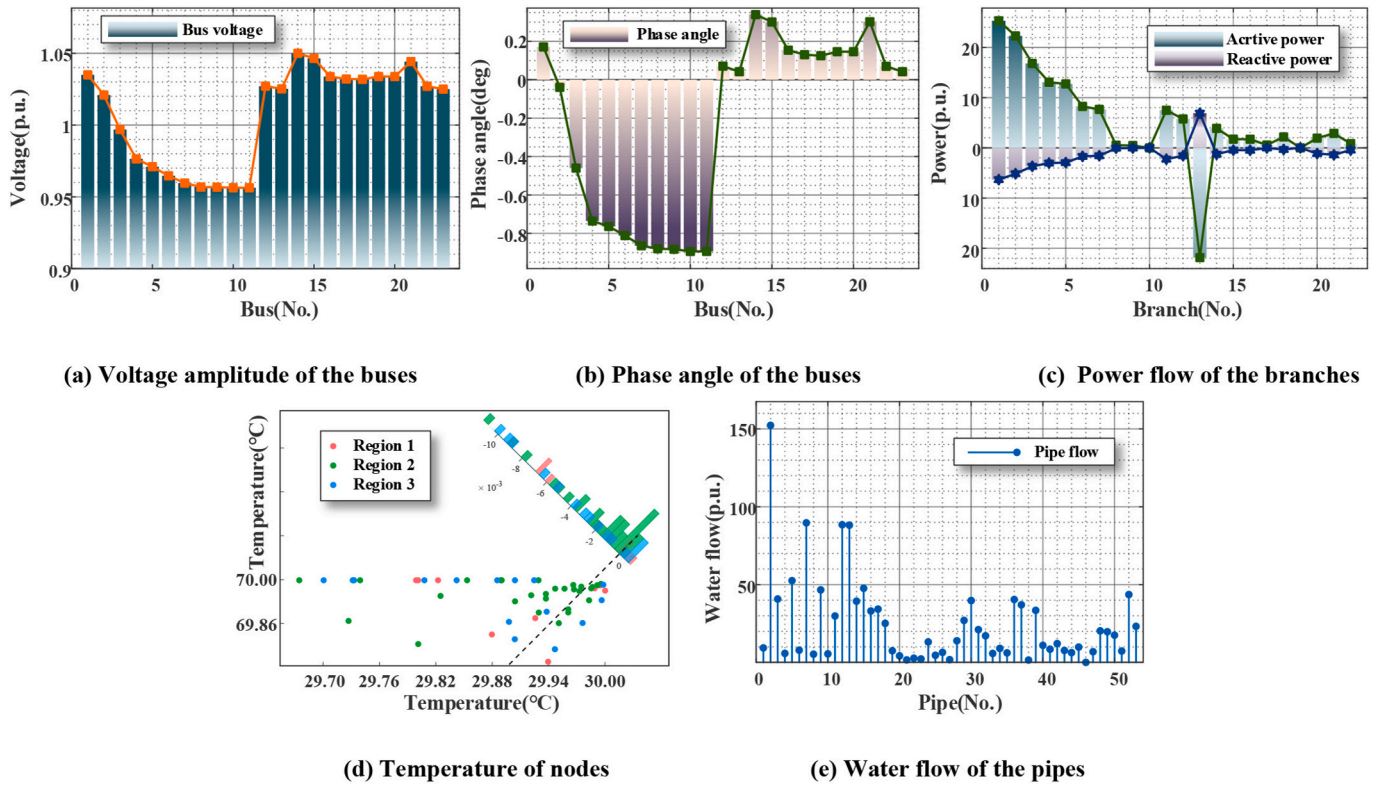 Bus voltage
Voltage(p.u.)
1.05
1
0.95
0.9
0
5
10
15
20
Bus(No.)
(a) Voltage amplitude of the buses
Phase angle
Phase angle(deg)
0.2
0
-0.2
-0.4
-0.6
-0.8
0
5
10
15
20
Bus(No.)
(b) Phase angle of the buses
Acrtive power
Reactive power
Power(p.u.)
20
10
0
10
20
0
5
10
15
20
Branch(No.)
(c) Power flow of the branches
Region 1
Region 2
Region 3
Temperature(°C)
70.00
69.86
-10
-8
-6
-4
-2
0
× 10⁻³
29.70
29.76
29.82
29.88
29.94
30.00
Temperature(°C)
(d) Temperature of nodes
Pipe flow
Water flow(p.u.)
150
100
50
0
10
20
30
40
50
Pipe(No.)
(e) Water flow of the pipes